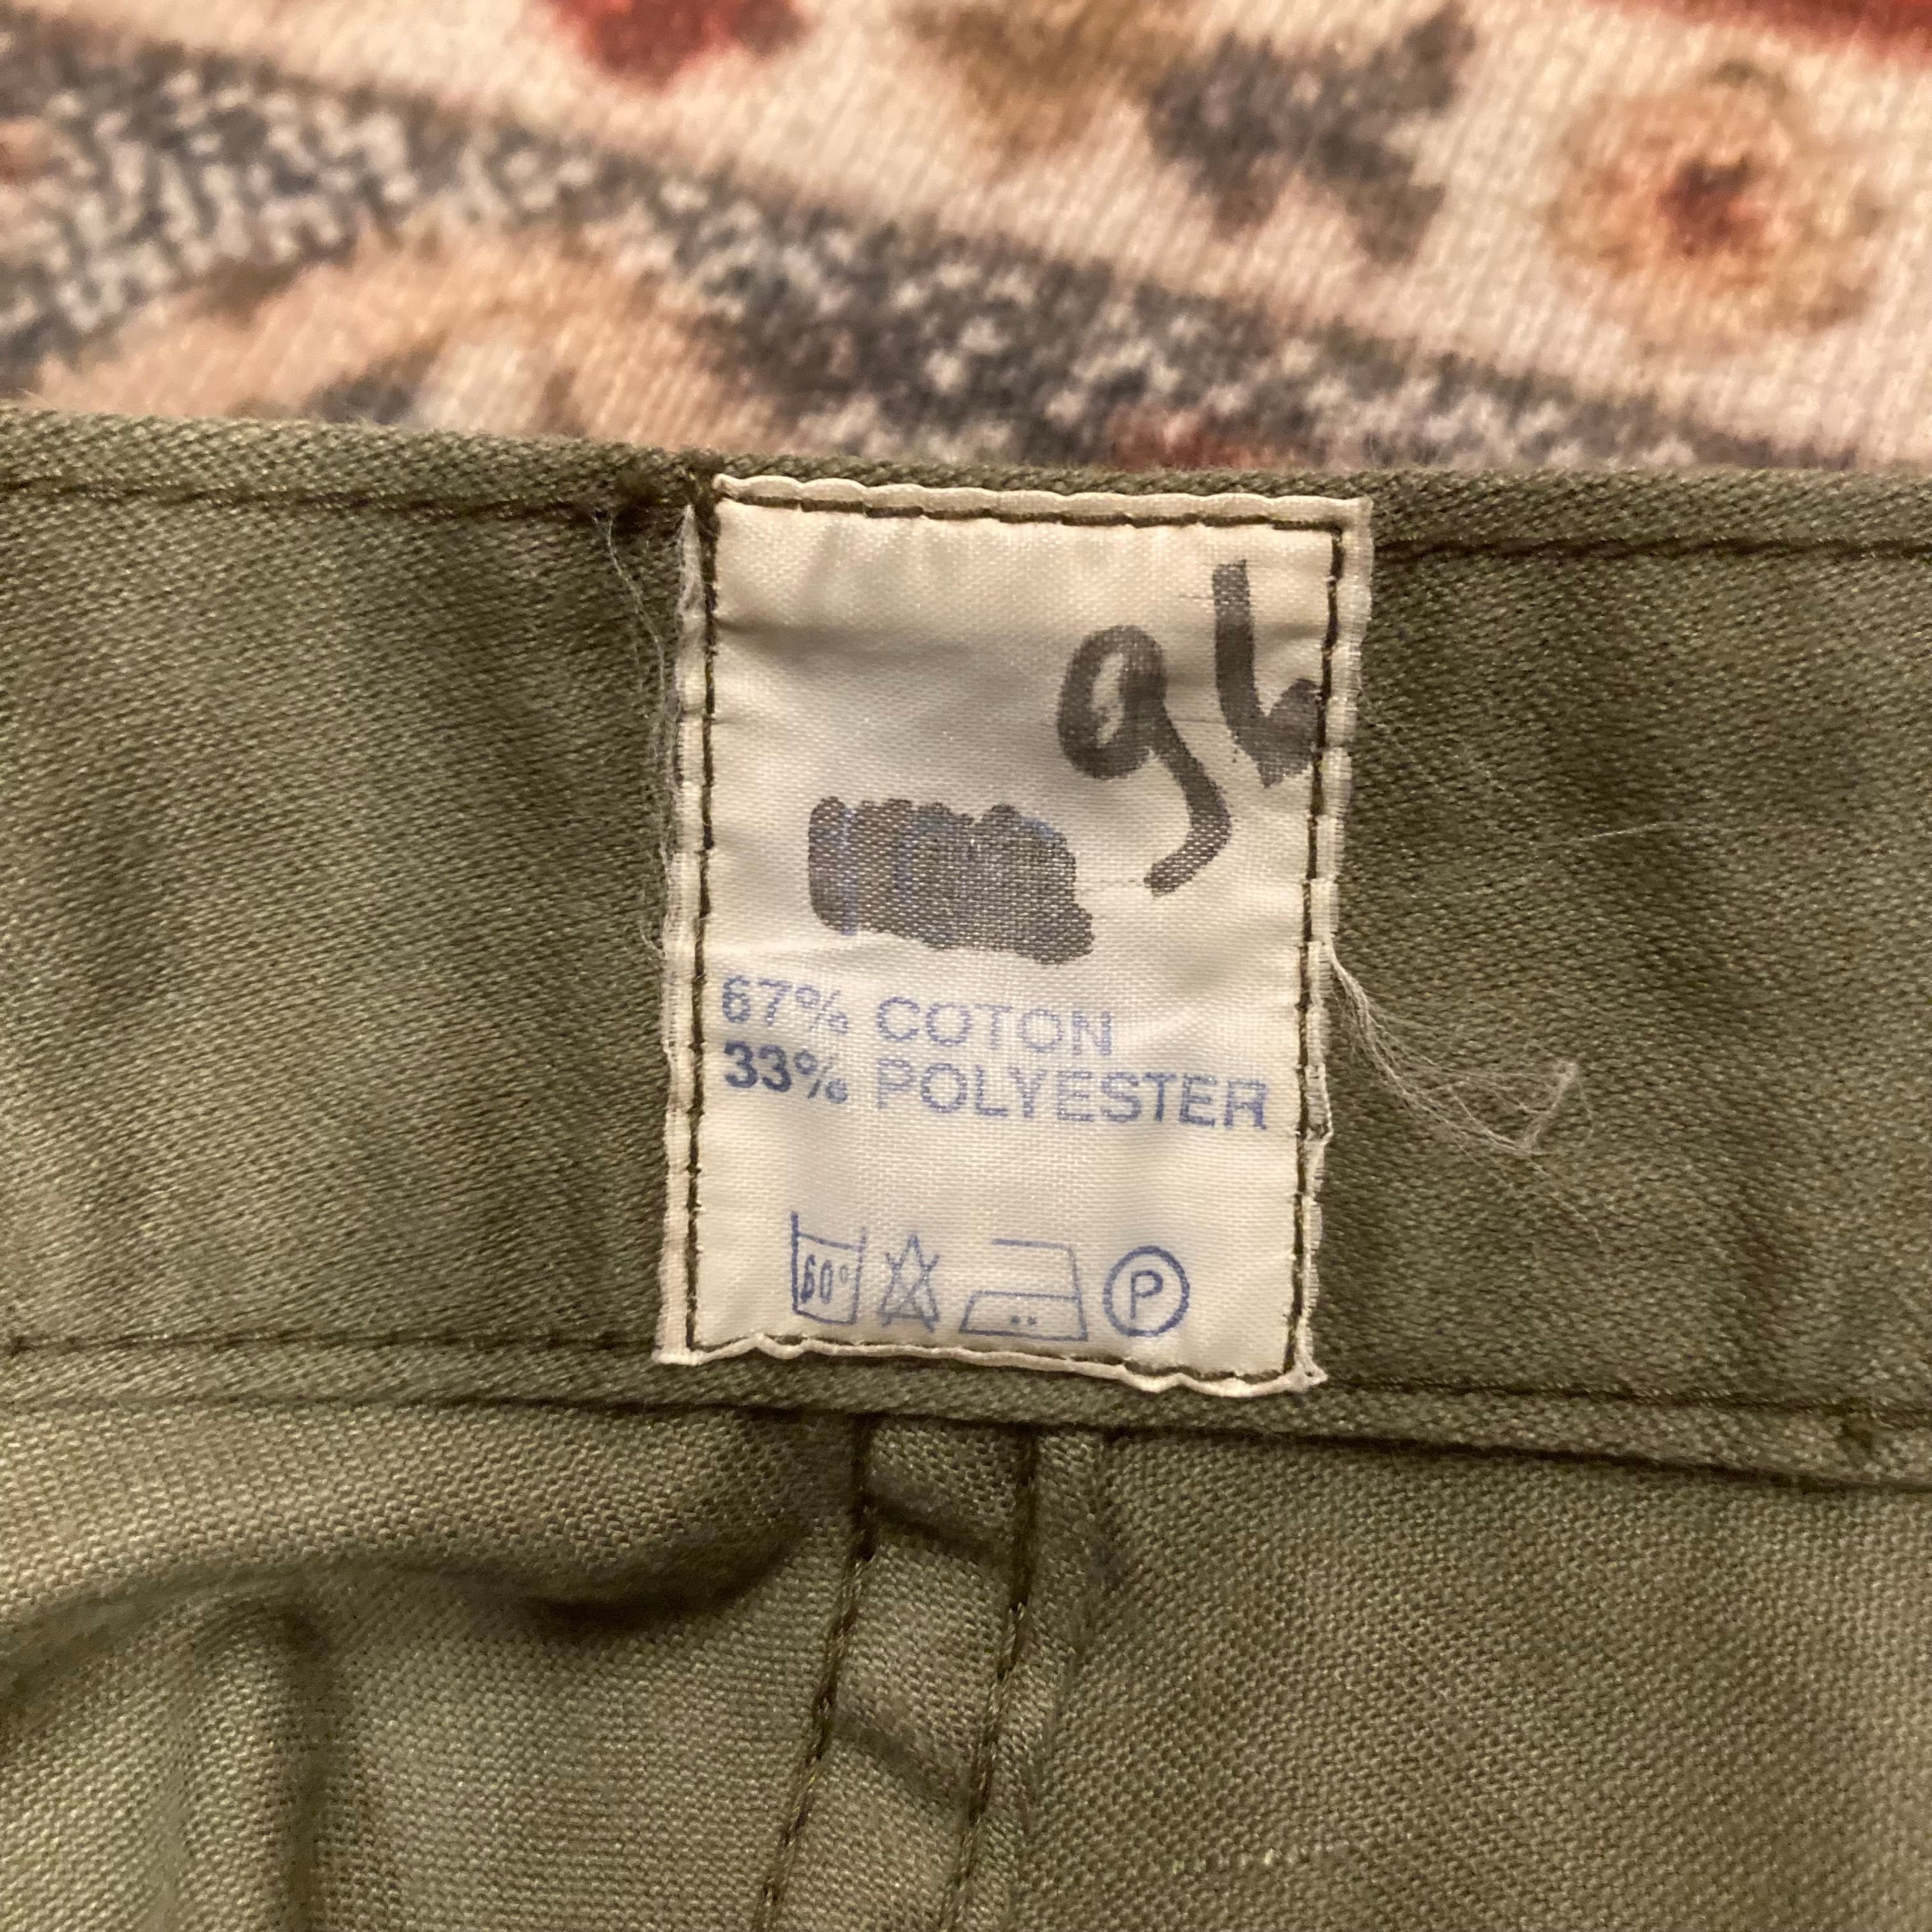 96
67% COTON
33% POLYESTER
60° P